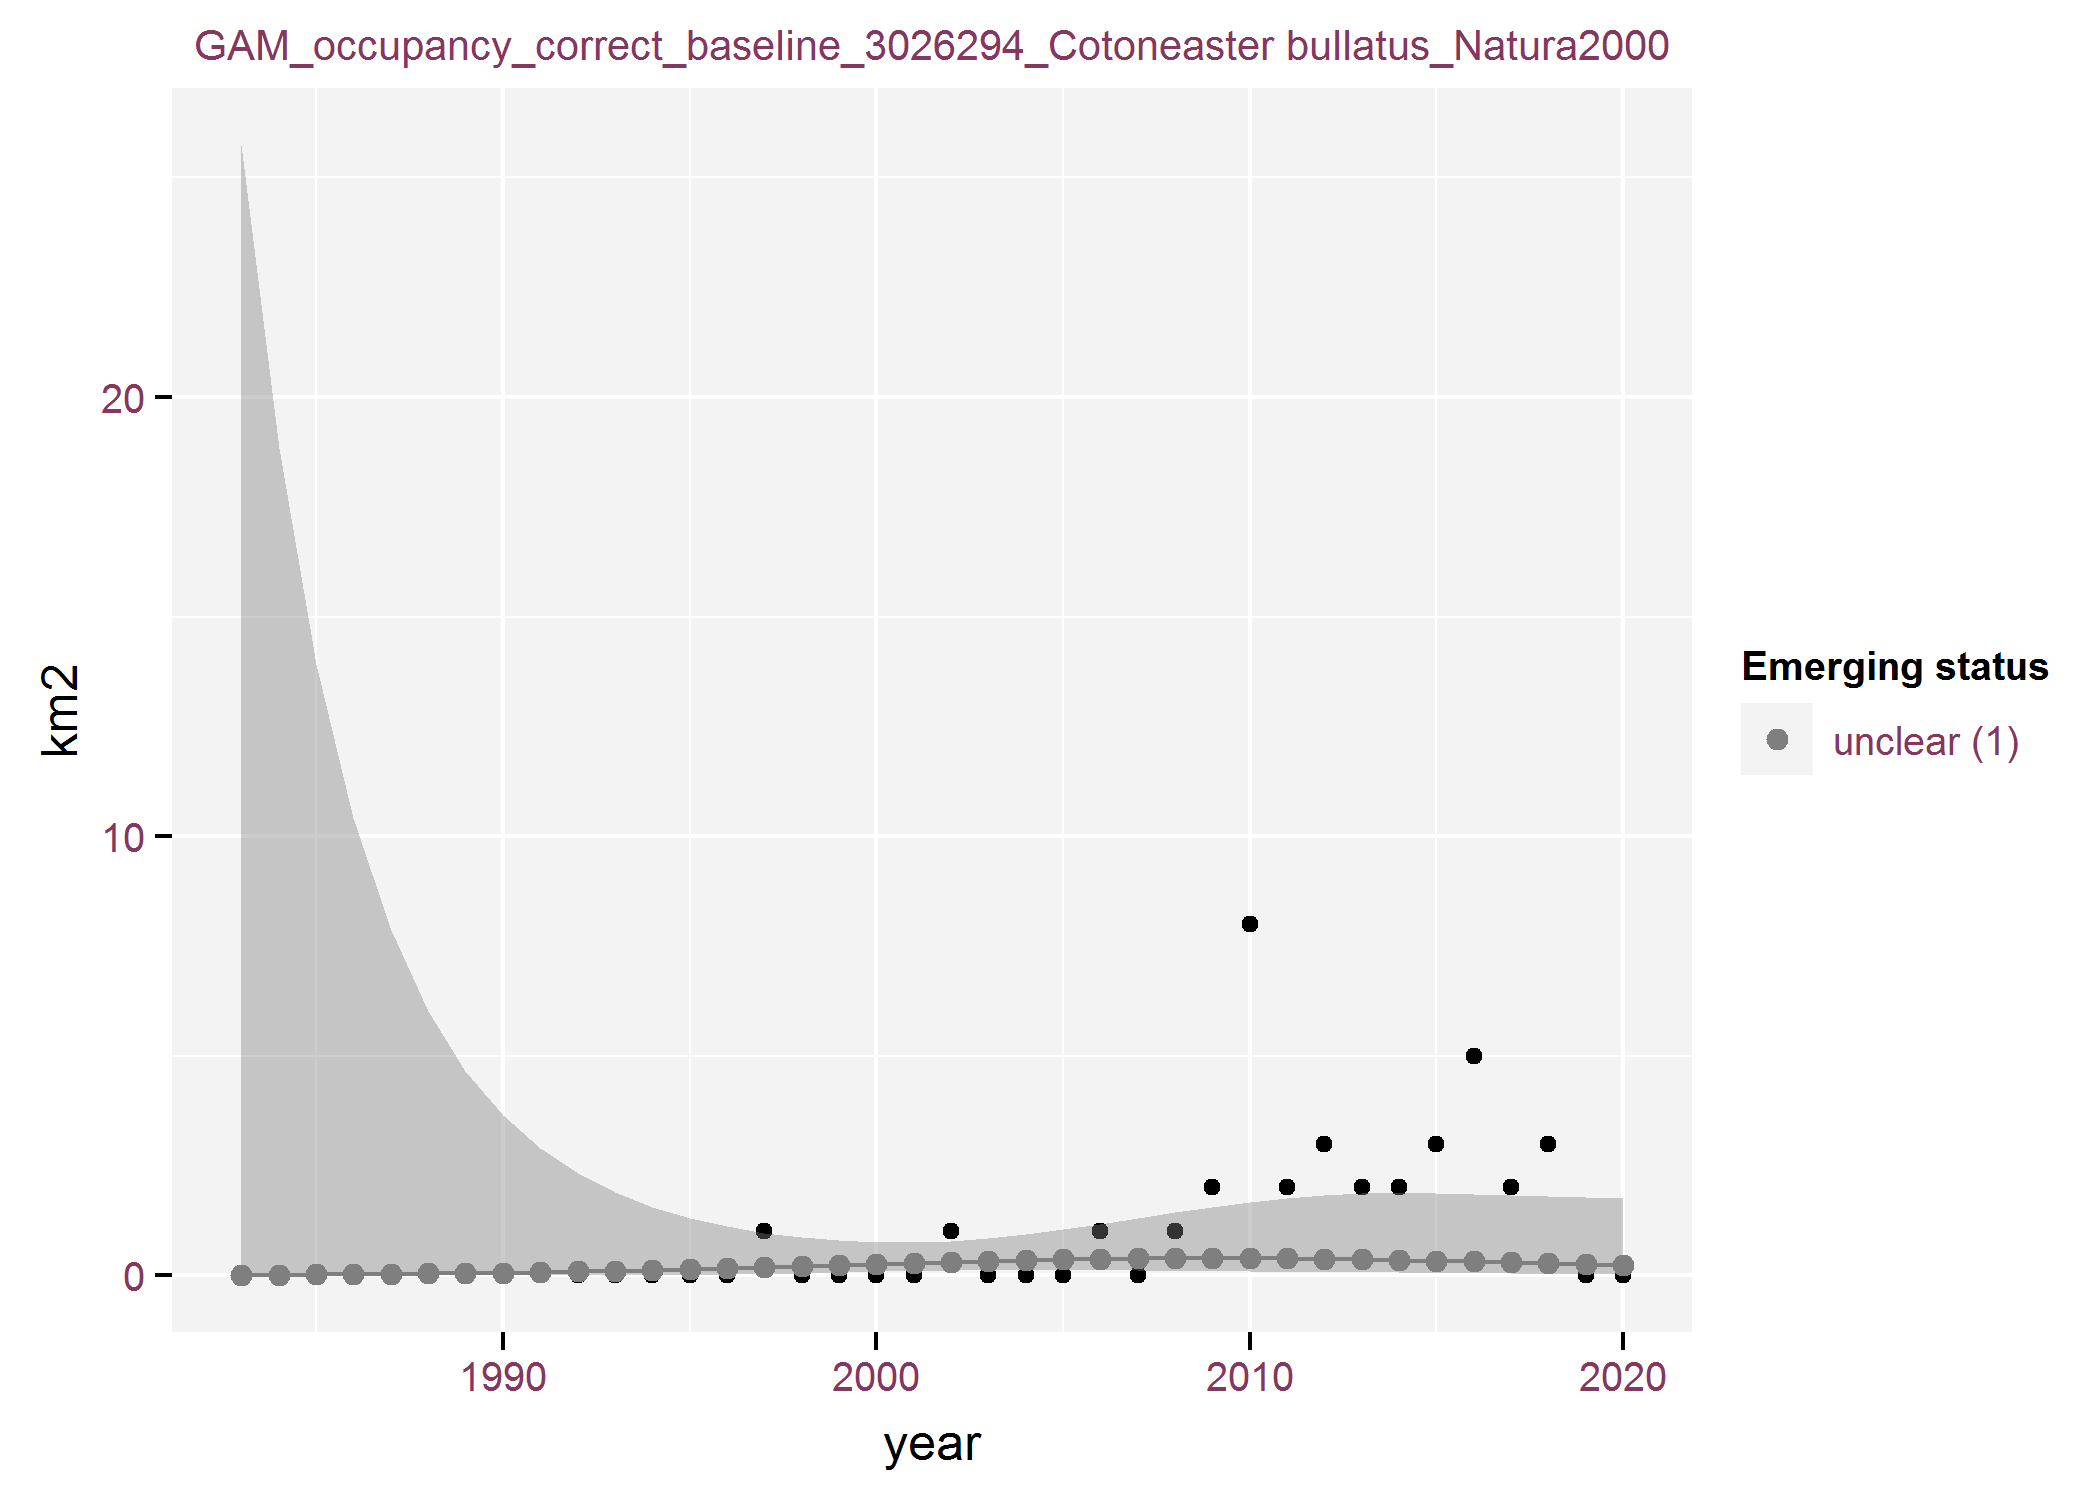 GAM_occupancy_correct_baseline_3026294_Cotoneaster bullatus_Natura2000
20
10
0
km2
1990 2000 2010 2020
year
Emerging status
unclear (1)